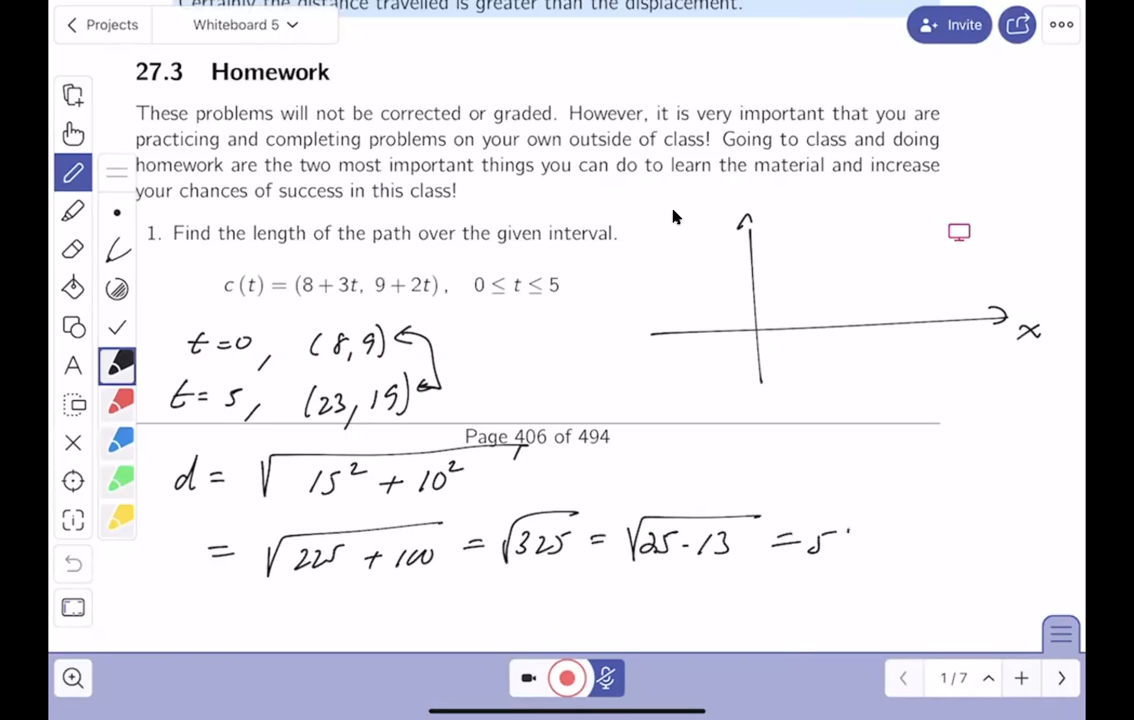 Certainly the distance travelled is greater than the displacement.
Projects
Whiteboard 5
Invite
27.3 Homework
These problems will not be corrected or graded. However, it is very important that you are
practicing and completing problems on your own outside of class! Going to class and doing
homework are the two most important things you can do to learn the material and increase
your chances of success in this class!
1. Find the length of the path over the given interval.
c(t) = (8+3t, 9+2t), 0 ≤ t ≤ 5
t=0, (8,9)
x
t=5, (23,19)
Page 406 of 494
d = √(15² + 10²)
= √(225 + 100) = √325 = √(25·13) = 5·
A
1/7